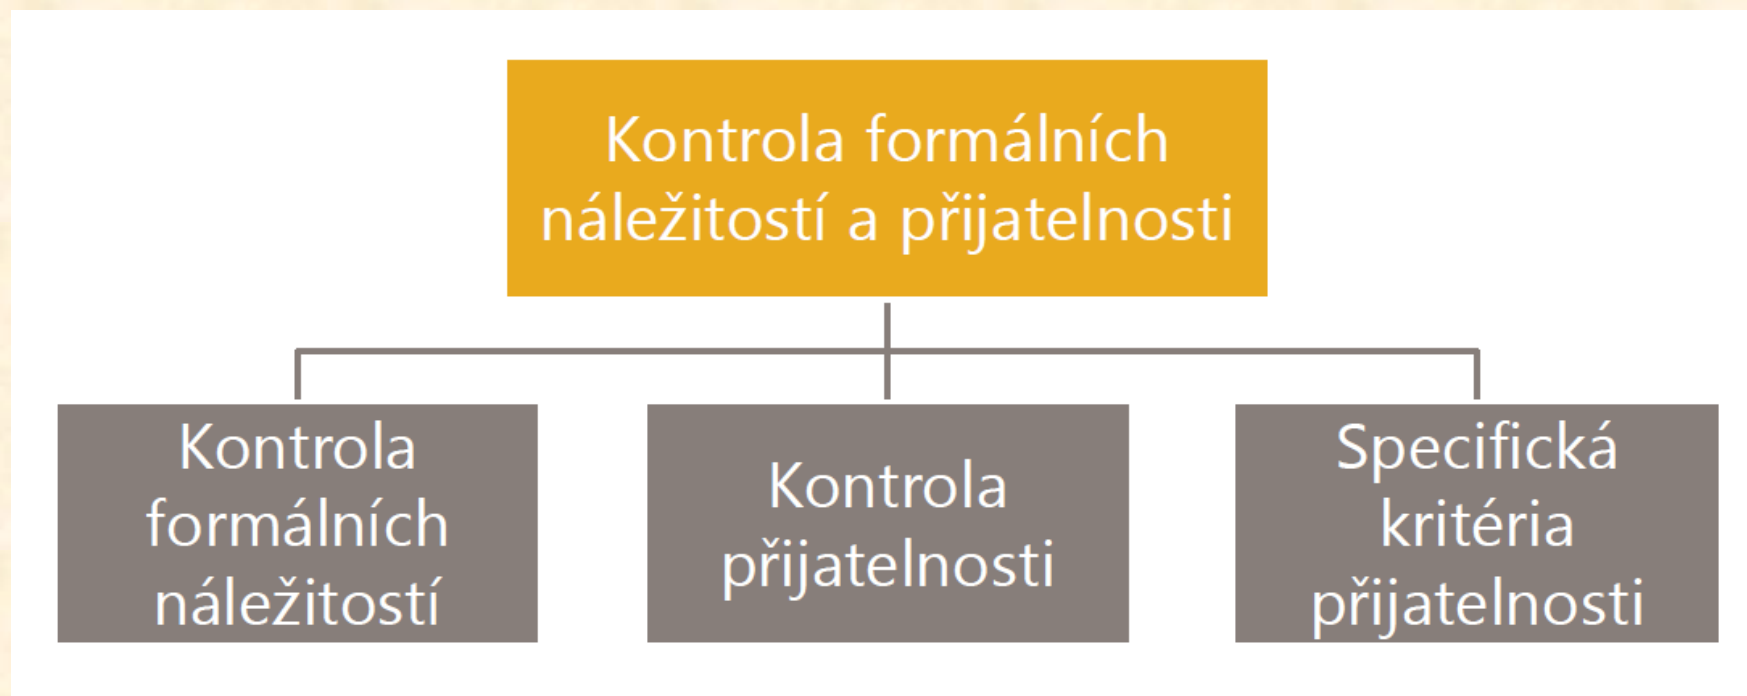 Kontrola formálních
náležitostí a přijatelnosti
Kontrola
formálních
náležitostí
Kontrola
přijatelnosti
Specifická
kritéria
přijatelnosti